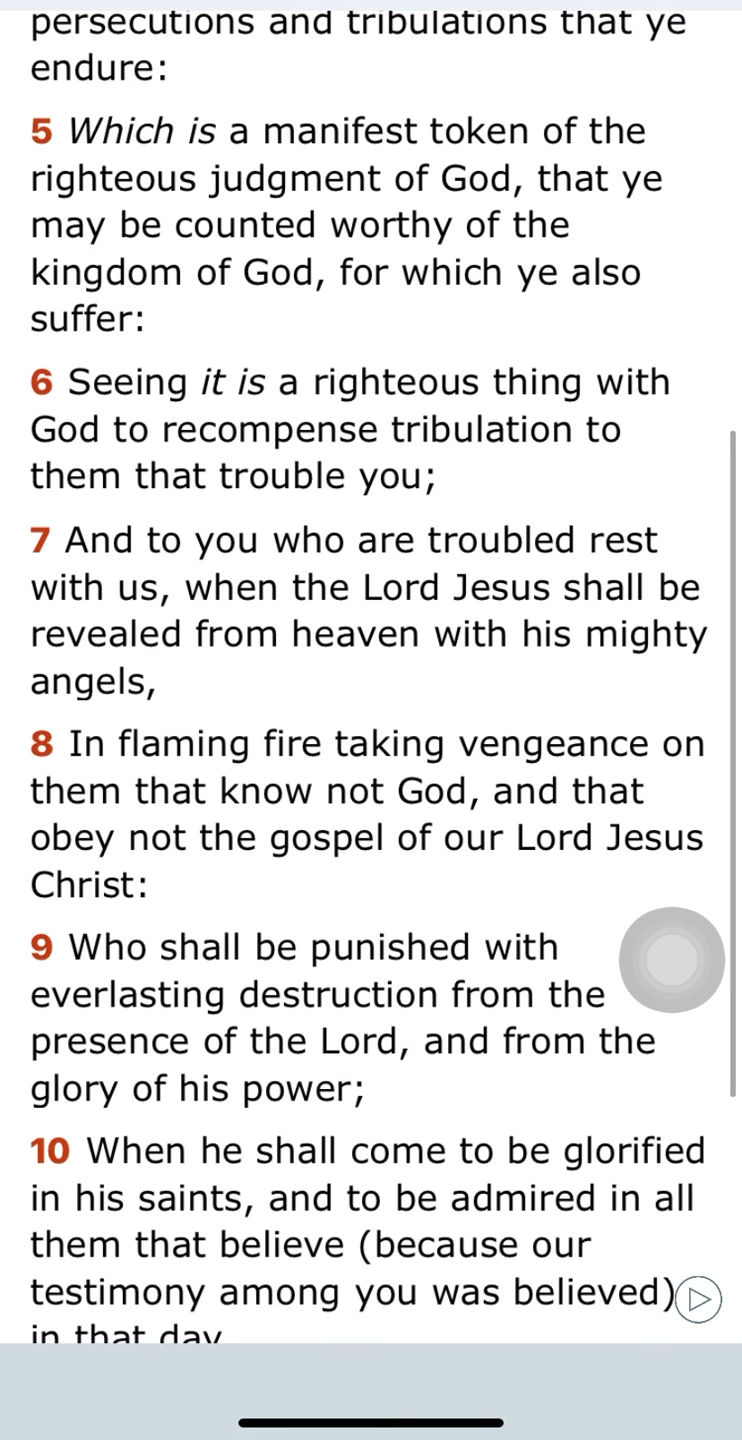 persecutions and tribulations that ye
endure:
5 Which is a manifest token of the
righteous judgment of God, that ye
may be counted worthy of the
kingdom of God, for which ye also
suffer:
6 Seeing it is a righteous thing with
God to recompense tribulation to
them that trouble you;
7 And to you who are troubled rest
with us, when the Lord Jesus shall be
revealed from heaven with his mighty
angels,
8 In flaming fire taking vengeance on
them that know not God, and that
obey not the gospel of our Lord Jesus
Christ:
9 Who shall be punished with
everlasting destruction from the
presence of the Lord, and from the
glory of his power;
10 When he shall come to be glorified
in his saints, and to be admired in all
them that believe (because our
testimony among you was believed)
in that day